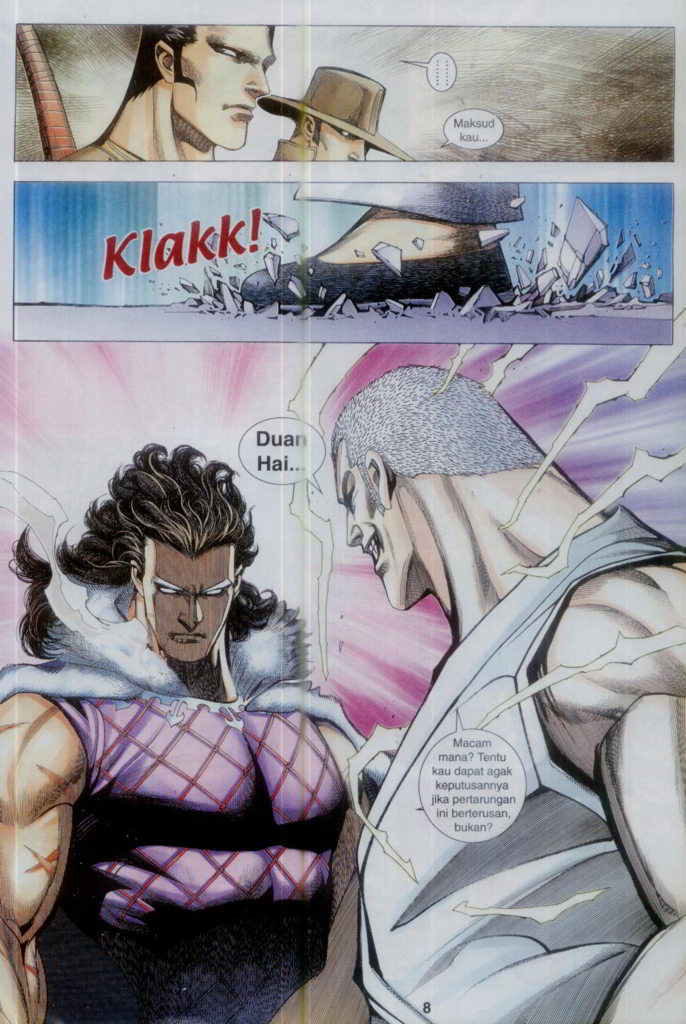 ......
Maksud
kau...
Klakk!
Duan
Hai...
Macam
mana? Tentu
kau dapat agak
keputusannya
jika pertarungan
ini berterusan,
bukan?
8